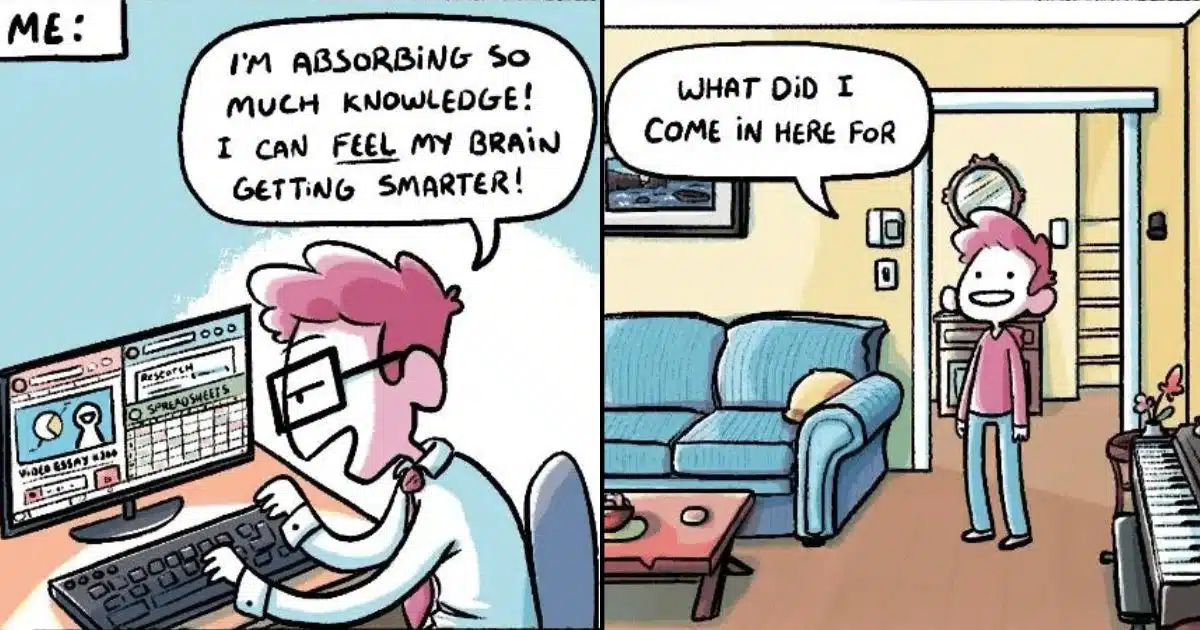 ME:
I'M ABSORBING SO
MUCH KNOWLEDGE!
I CAN FEEL MY BRAIN
GETTING SMARTER!
RESEARCH
SPREADSHEETS
VIDEO ESSAY
WHAT DID I
COME IN HERE FOR